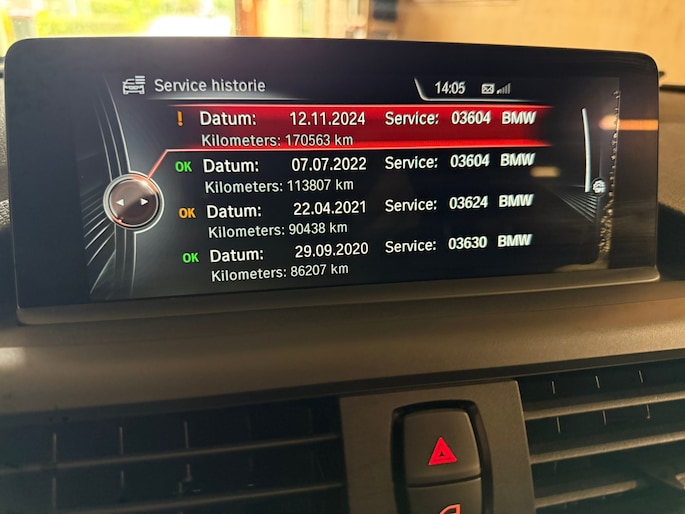 Service historie 14:05
! Datum: 12.11.2024 Service: 03604 BMW
Kilometers: 170563 km
OK Datum: 07.07.2022 Service: 03604 BMW
Kilometers: 113807 km
OK Datum: 22.04.2021 Service: 03624 BMW
Kilometers: 90438 km
OK Datum: 29.09.2020 Service: 03630 BMW
Kilometers: 86207 km